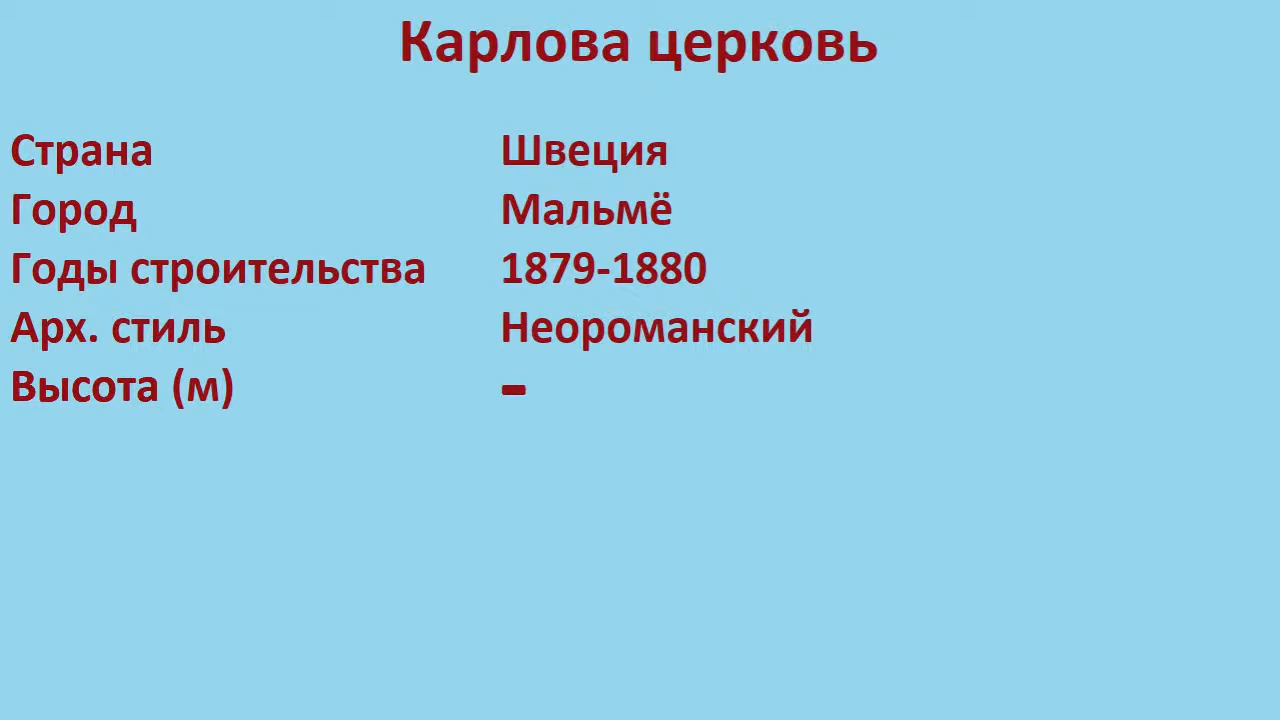 Карлова церковь
Страна Швеция
Город Мальмё
Годы строительства 1879-1880
Арх. стиль Неороманский
Высота (м) -